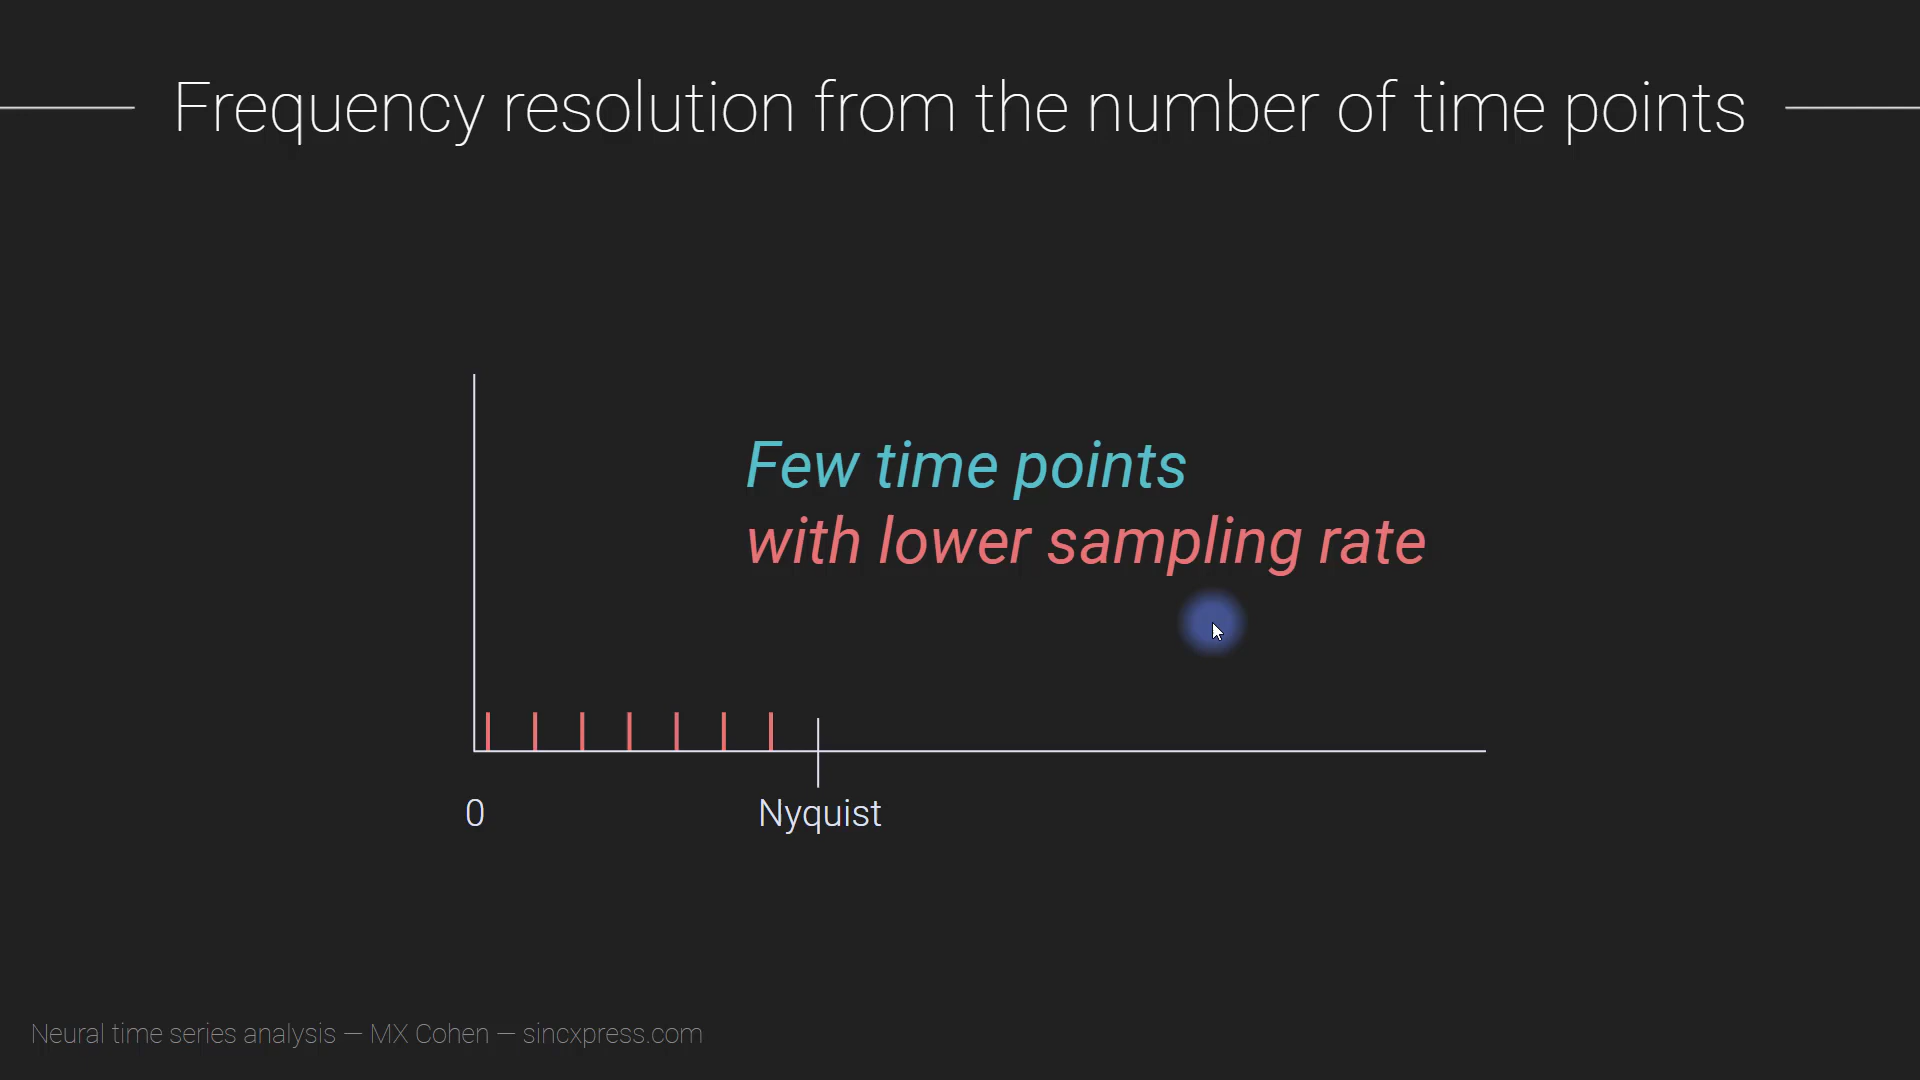 Frequency resolution from the number of time points
Few time points
with lower sampling rate
0
Nyquist
Neural time series analysis — MX Cohen — sincxpress.com